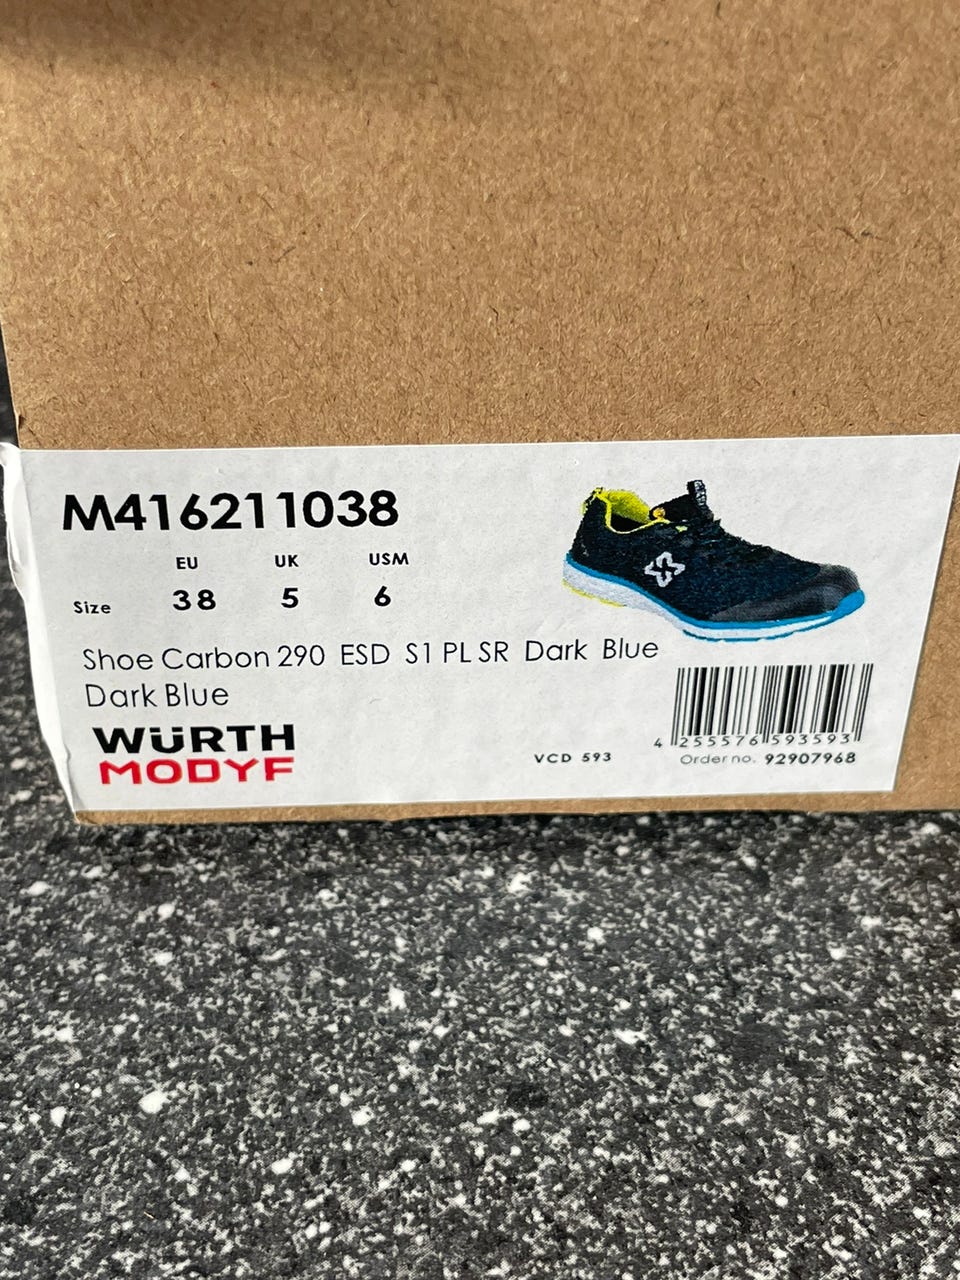 M416211038
EU UK USM
Size 38 5 6
Shoe Carbon 290 ESD S1 PL SR Dark Blue
Dark Blue
WÜRTH
MODYF
VCD 593
4 255576 593593
Order no. 92907968